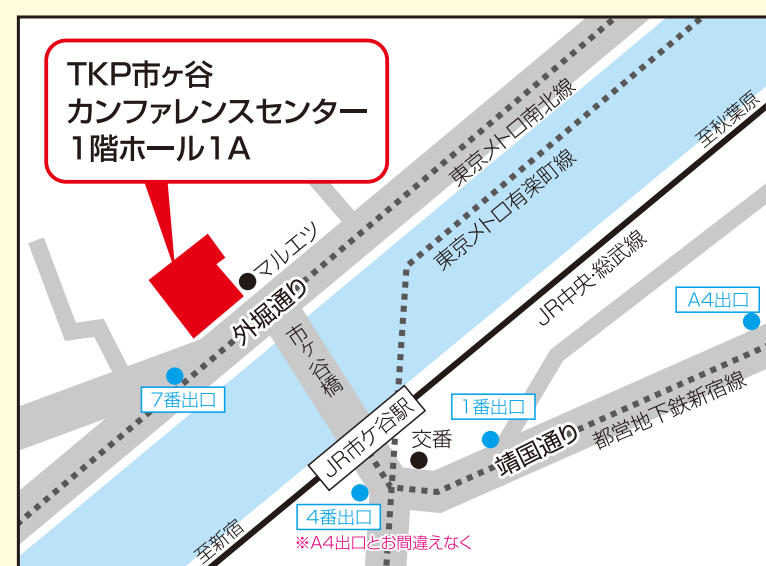 TKP市ヶ谷
カンファレンスセンター
1階ホール1A
東京メトロ南北線
至秋葉原
東京メトロ有楽町線
マルエツ
外堀通り
JR中央・総武線
A4出口
市ヶ谷橋
7番出口
1番出口
JR市ケ谷駅
交番
靖国通り
都営地下鉄新宿線
4番出口
※A4出口とお間違えなく
至新宿